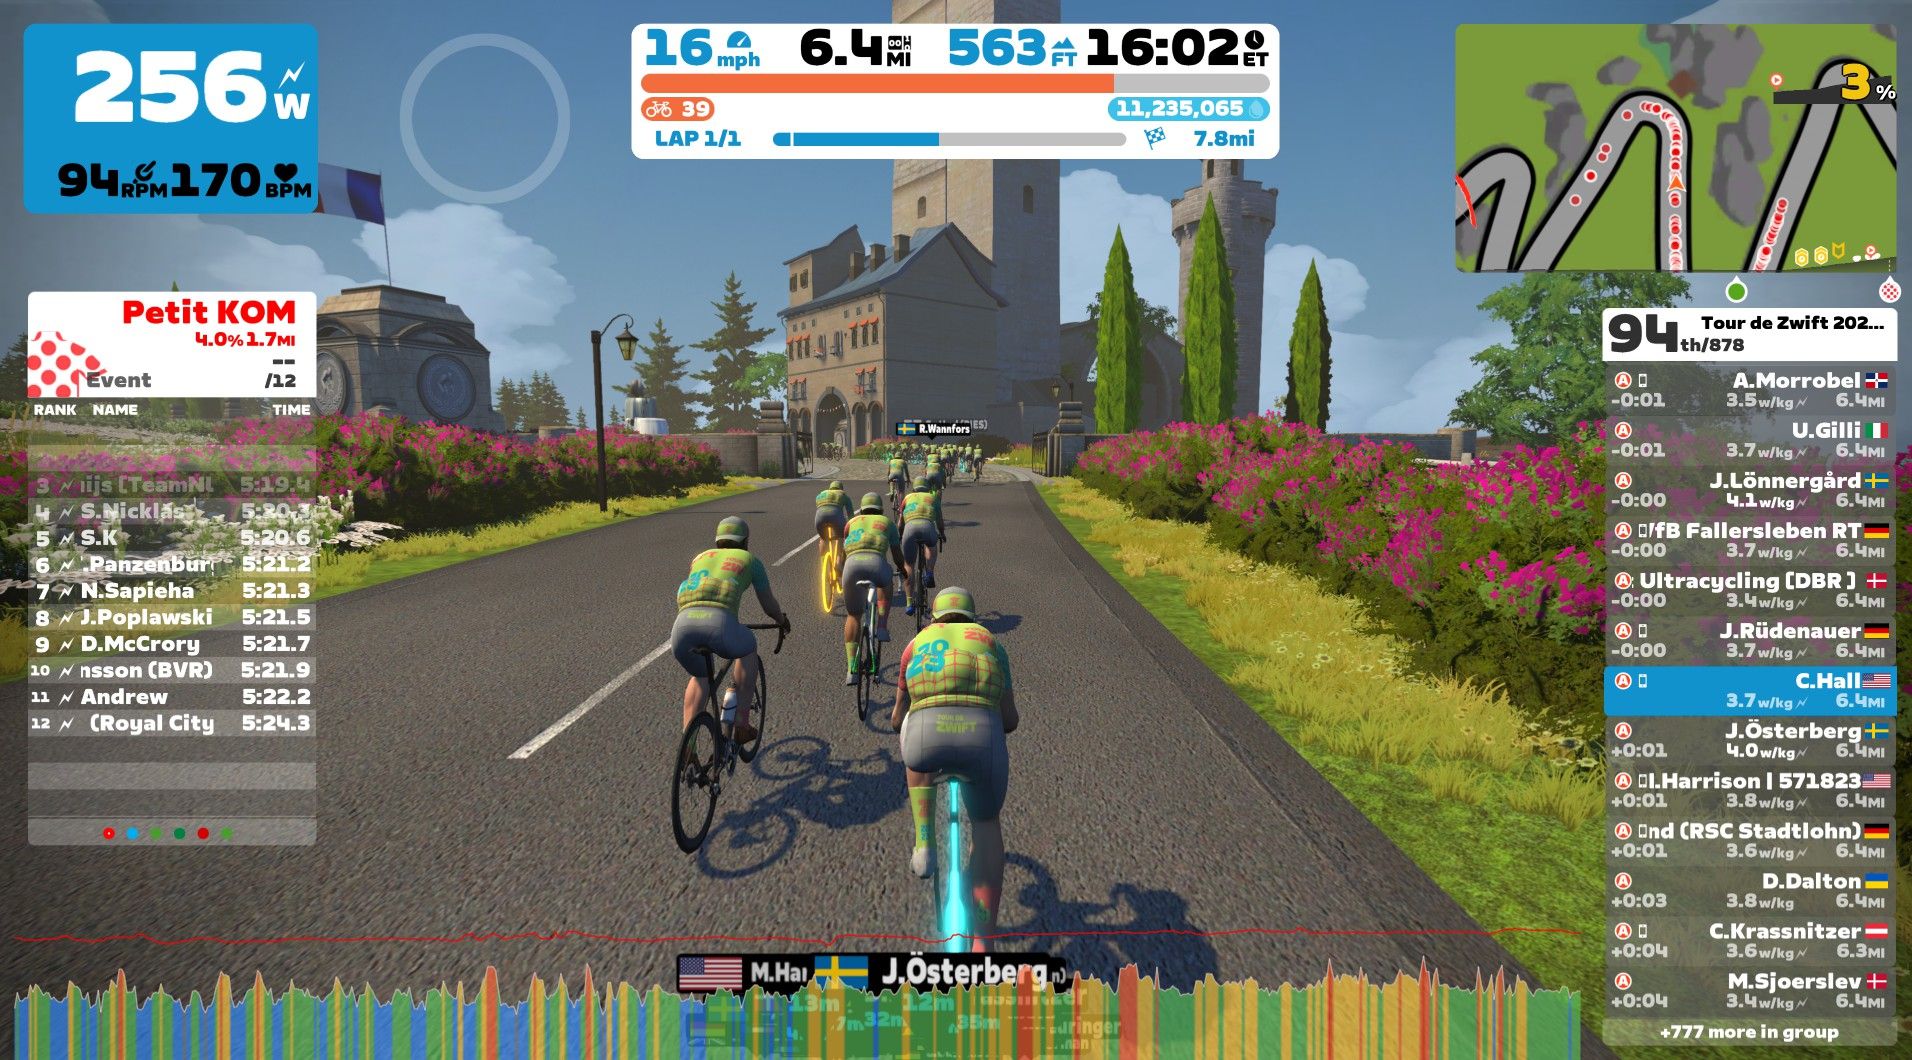 256 W
94 RPM 170 BPM
16 mph 6.4 MI 563 FT 16:02 ET
39 11,235,065
LAP 1/1 7.8mi
3 %
Petit KOM
4.0% 1.7MI
--
Event /12
RANK NAME TIME
3 5:19.4
4 S.Nicklas 5:20.3
5 S.K 5:20.6
6 .Panzenbur 5:21.2
7 N.Sapieha 5:21.3
8 J.Poplawski 5:21.5
9 D.McCrory 5:21.7
10 nsson (BVR) 5:21.9
11 Andrew 5:22.2
12 (Royal City 5:24.3
94th/878 Tour de Zwift 202...
A A.Morrobel
-0:01 3.5w/kg 6.4MI
A U.Gilli
-0:01 3.7w/kg 6.4MI
A J.Lönnergård
-0:00 4.1w/kg 6.4MI
A fB Fallersleben RT
-0:00 3.7w/kg 6.4MI
A Ultracycling [DBR]
-0:00 3.4w/kg 6.4MI
A J.Rüdenauer
-0:00 3.7w/kg 6.4MI
A C.Hall
3.7w/kg 6.4MI
A J.Österberg
+0:01 4.0w/kg 6.4MI
A I.Harrison | 571823
+0:01 3.8w/kg 6.4MI
A nd (RSC Stadtlohn)
+0:01 3.6w/kg 6.4MI
A D.Dalton
+0:03 3.8w/kg 6.4MI
A C.Krassnitzer
+0:04 3.6w/kg 6.3MI
A M.Sjoerslev
+0:04 3.4w/kg 6.4MI
+777 more in group
R.Wannfors
ZWIFT
TOUR DE
ZWIFT
M.Har J.Österberg
13m 12m
7m 32m 35m